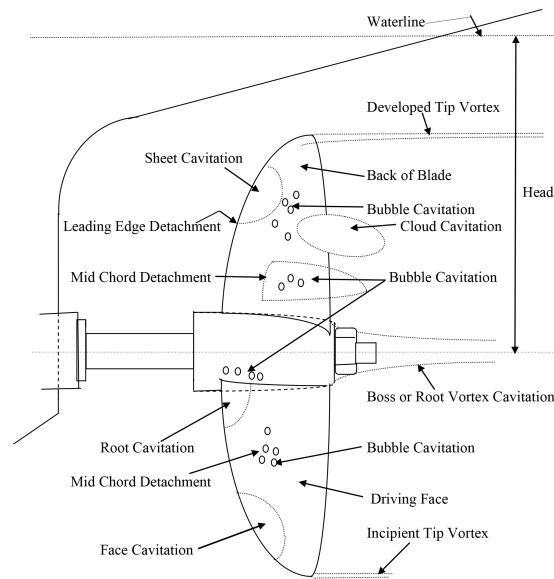 Waterline
Developed Tip Vortex
Sheet Cavitation
Back of Blade
Head
Bubble Cavitation
Leading Edge Detachment
Cloud Cavitation
Mid Chord Detachment
Bubble Cavitation
Boss or Root Vortex Cavitation
Root Cavitation
Bubble Cavitation
Mid Chord Detachment
Driving Face
Incipient Tip Vortex
Face Cavitation